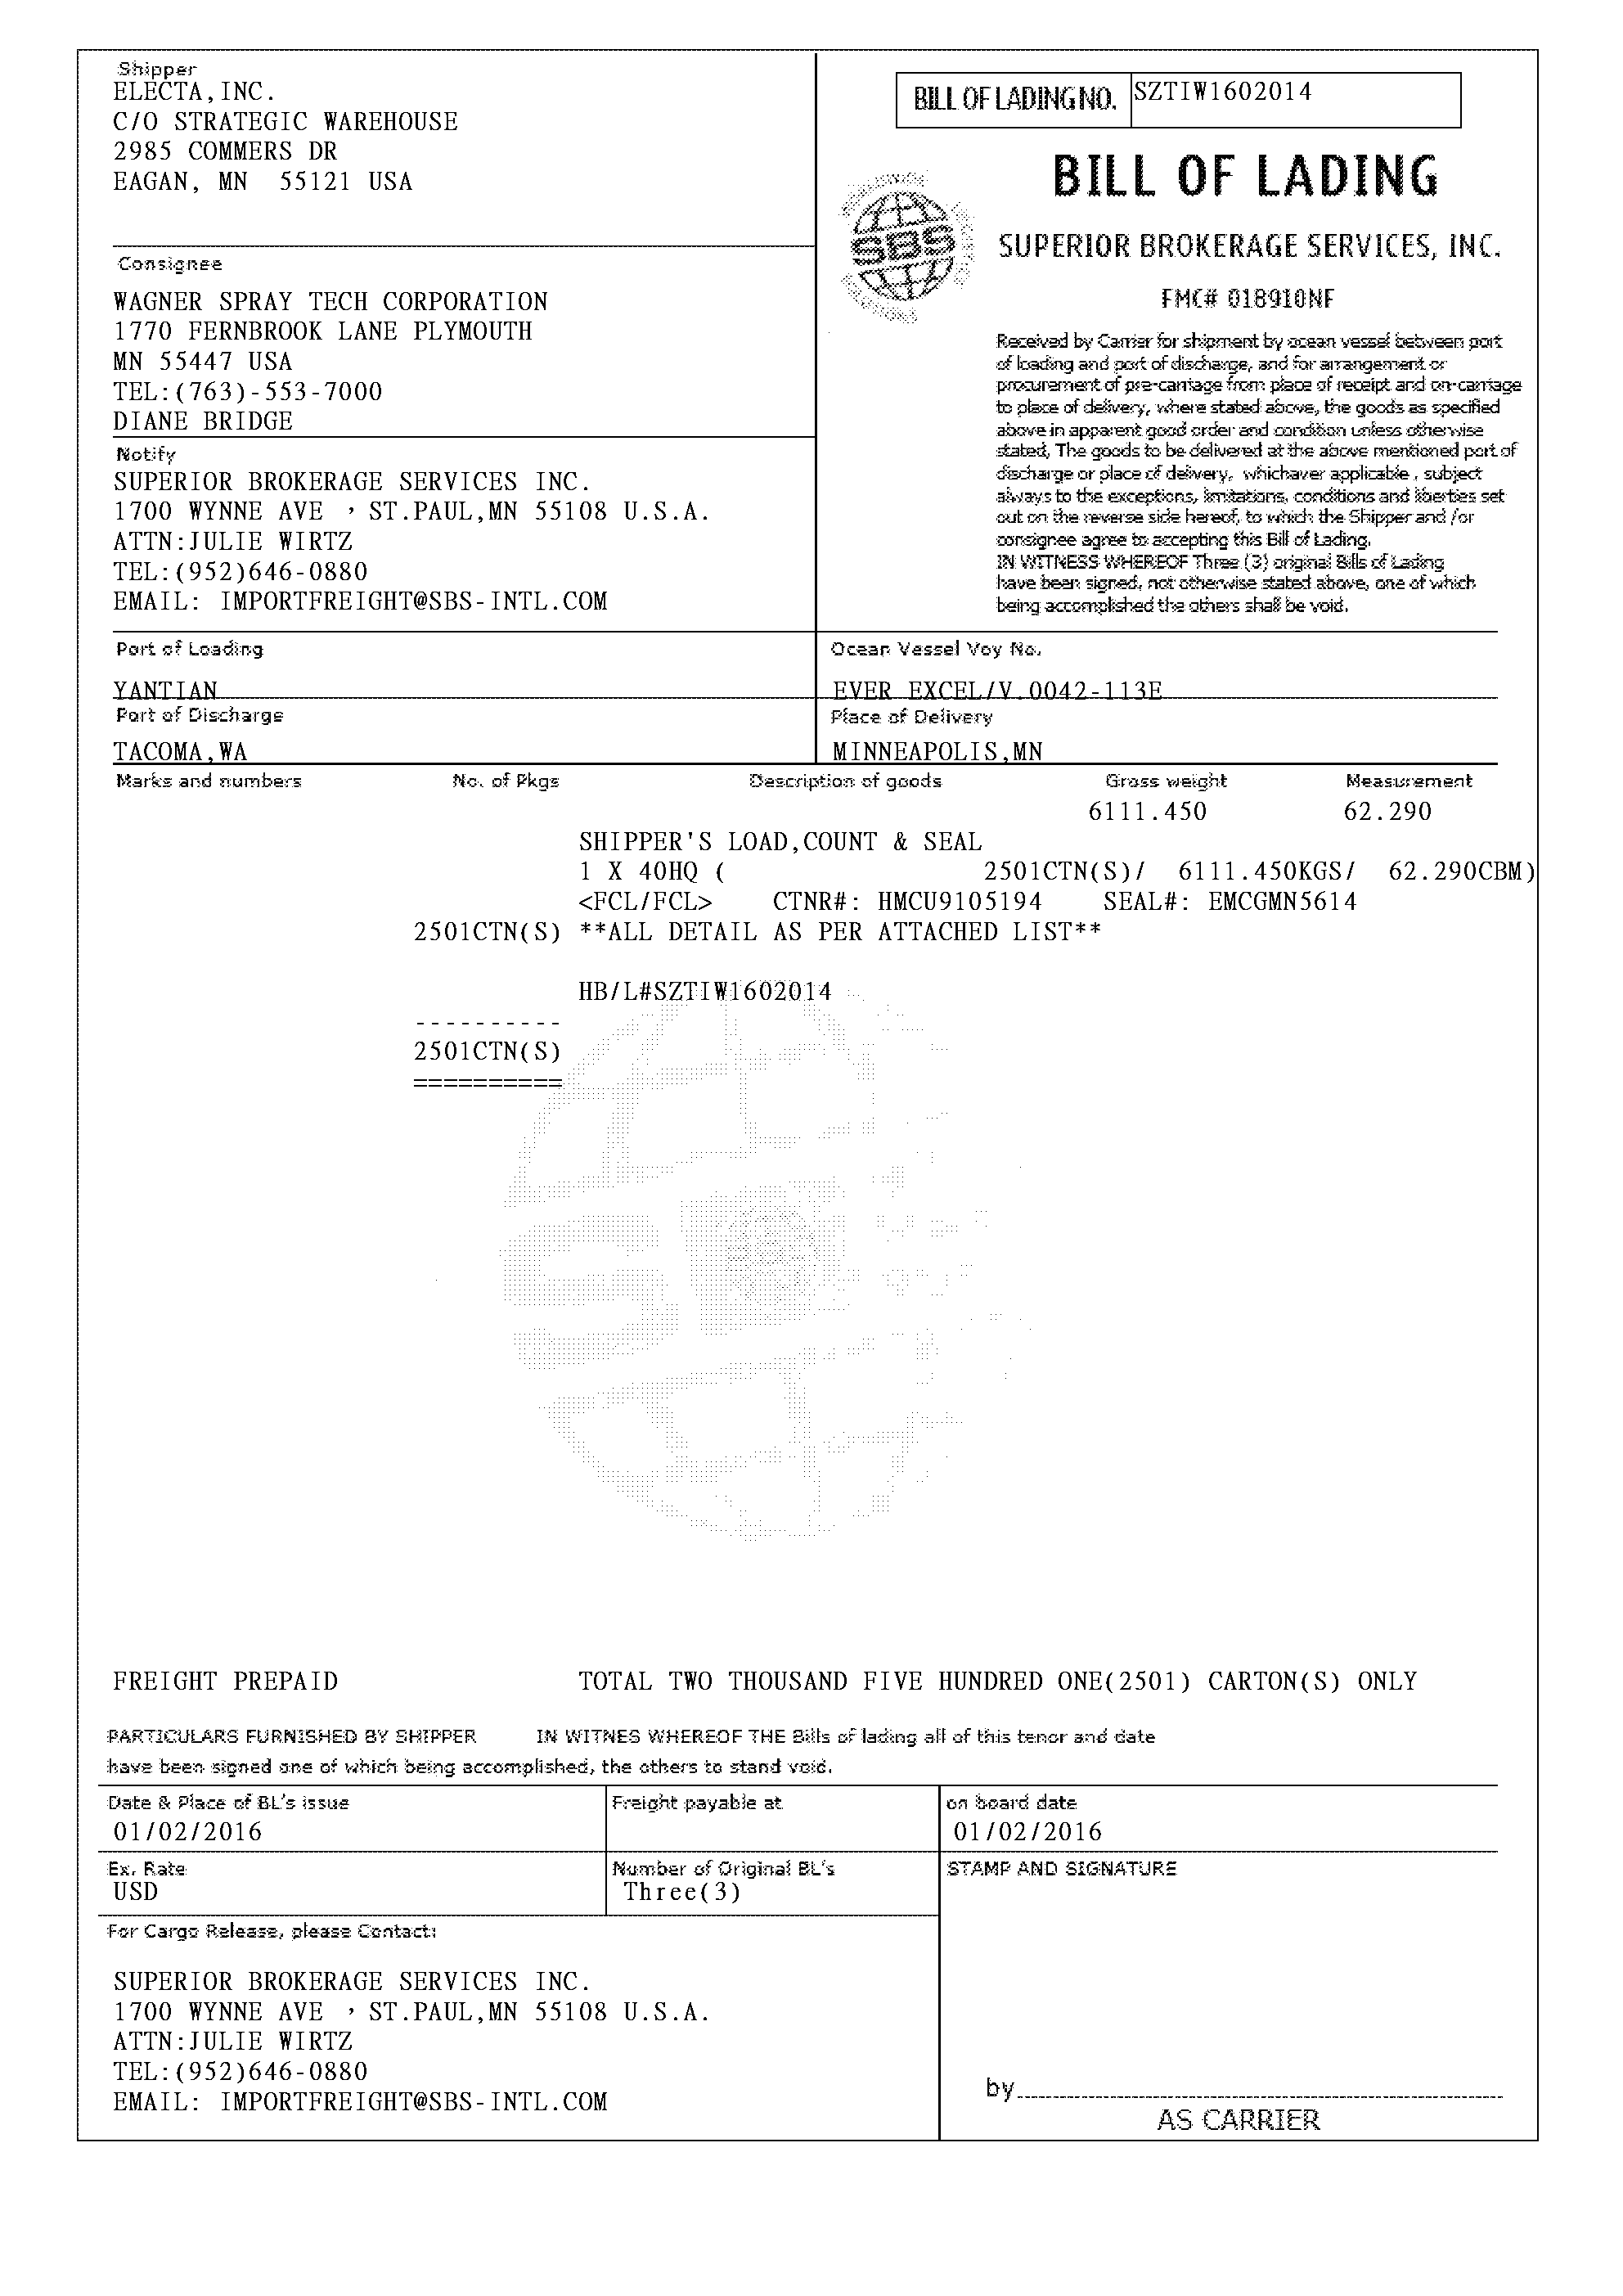 Shipper
ELECTA,INC.
C/O STRATEGIC WAREHOUSE
2985 COMMERS DR
EAGAN, MN  55121 USA
BILL OF LADING NO. SZTIW1602014
BILL OF LADING
SBS
SUPERIOR BROKERAGE SERVICES, INC.
FMC# 018910NF
Received by Carrier for shipment by ocean vessel between port
of loading and port of discharge, and for arrangement or
procurement of pre-carriage from place of receipt and on-carriage
to place of delivery, where stated above, the goods as specified
above in apparent good order and condition unless otherwise
stated, The goods to be delivered at the above mentioned port of
discharge or place of delivery, whichaver applicable , subject
always to the exceptions, limitations, conditions and liberties set
out on the reverse side hereof, to which the Shipper and /or
consignee agree to accepting this Bill of Lading.
IN WITNESS WHEREOF Three (3) original Bills of Lading
have been signed, not otherwise stated above, one of which
being accomplished the others shall be void.
Consignee
WAGNER SPRAY TECH CORPORATION
1770 FERNBROOK LANE PLYMOUTH
MN 55447 USA
TEL:(763)-553-7000
DIANE BRIDGE
Notify
SUPERIOR BROKERAGE SERVICES INC.
1700 WYNNE AVE , ST.PAUL,MN 55108 U.S.A.
ATTN:JULIE WIRTZ
TEL:(952)646-0880
EMAIL: IMPORTFREIGHT@SBS-INTL.COM
Port of Loading Ocean Vessel Voy No.
YANTIAN EVER EXCEL/V.0042-113E
Port of Discharge Place of Delivery
TACOMA,WA MINNEAPOLIS,MN
Marks and numbers No. of Pkgs Description of goods Gross weight Measurement
6111.450 62.290
SHIPPER'S LOAD,COUNT & SEAL
1 X 40HQ ( 2501CTN(S)/ 6111.450KGS/ 62.290CBM)
<FCL/FCL> CTNR#: HMCU9105194 SEAL#: EMCGMN5614
2501CTN(S) **ALL DETAIL AS PER ATTACHED LIST**
HB/L#SZTIW1602014
----------
2501CTN(S)
==========
FREIGHT PREPAID TOTAL TWO THOUSAND FIVE HUNDRED ONE(2501) CARTON(S) ONLY
PARTICULARS FURNISHED BY SHIPPER IN WITNES WHEREOF THE Bills of lading all of this tenor and date
have been signed one of which being accomplished, the others to stand void.
Date & Place of BL's issue Freight payable at on board date
01/02/2016 01/02/2016
Ex. Rate Number of Original BL's STAMP AND SIGNATURE
USD Three(3)
For Cargo Release, please Contact:
SUPERIOR BROKERAGE SERVICES INC.
1700 WYNNE AVE , ST.PAUL,MN 55108 U.S.A.
ATTN:JULIE WIRTZ
TEL:(952)646-0880
EMAIL: IMPORTFREIGHT@SBS-INTL.COM
by
AS CARRIER